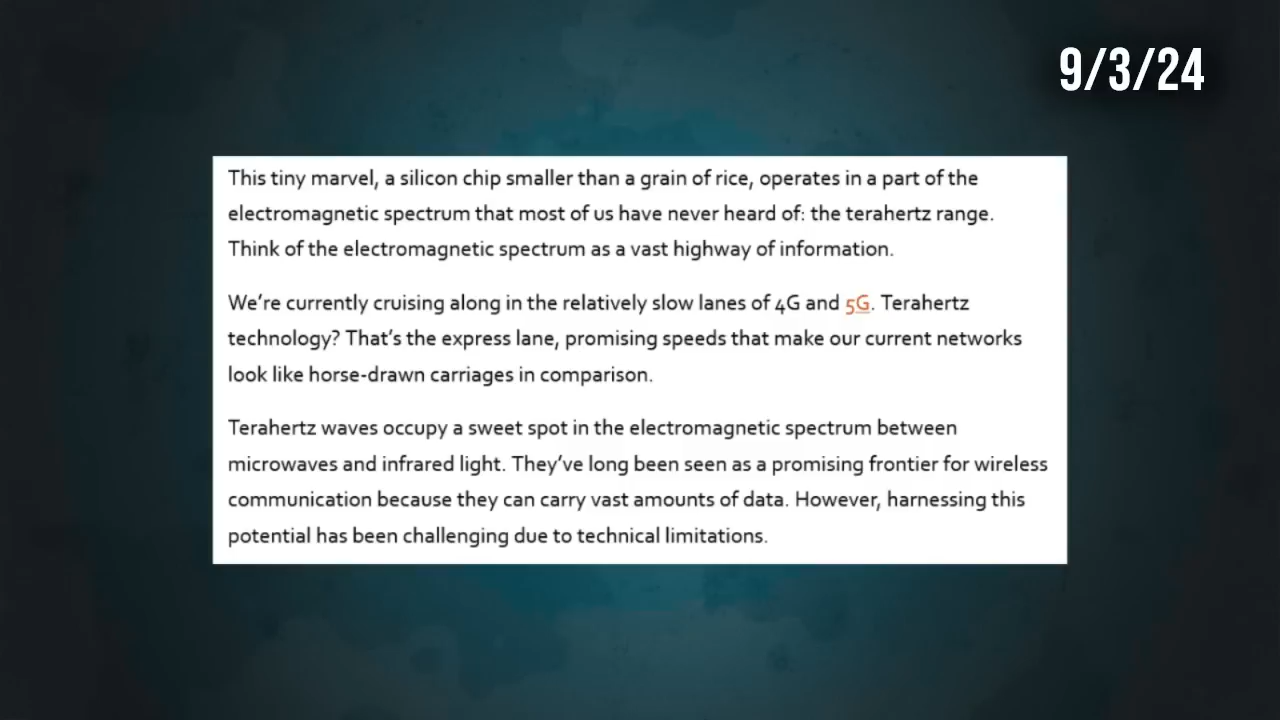 9/3/24
This tiny marvel, a silicon chip smaller than a grain of rice, operates in a part of the
electromagnetic spectrum that most of us have never heard of: the terahertz range.
Think of the electromagnetic spectrum as a vast highway of information.
We’re currently cruising along in the relatively slow lanes of 4G and 5G. Terahertz
technology? That’s the express lane, promising speeds that make our current networks
look like horse-drawn carriages in comparison.
Terahertz waves occupy a sweet spot in the electromagnetic spectrum between
microwaves and infrared light. They’ve long been seen as a promising frontier for wireless
communication because they can carry vast amounts of data. However, harnessing this
potential has been challenging due to technical limitations.